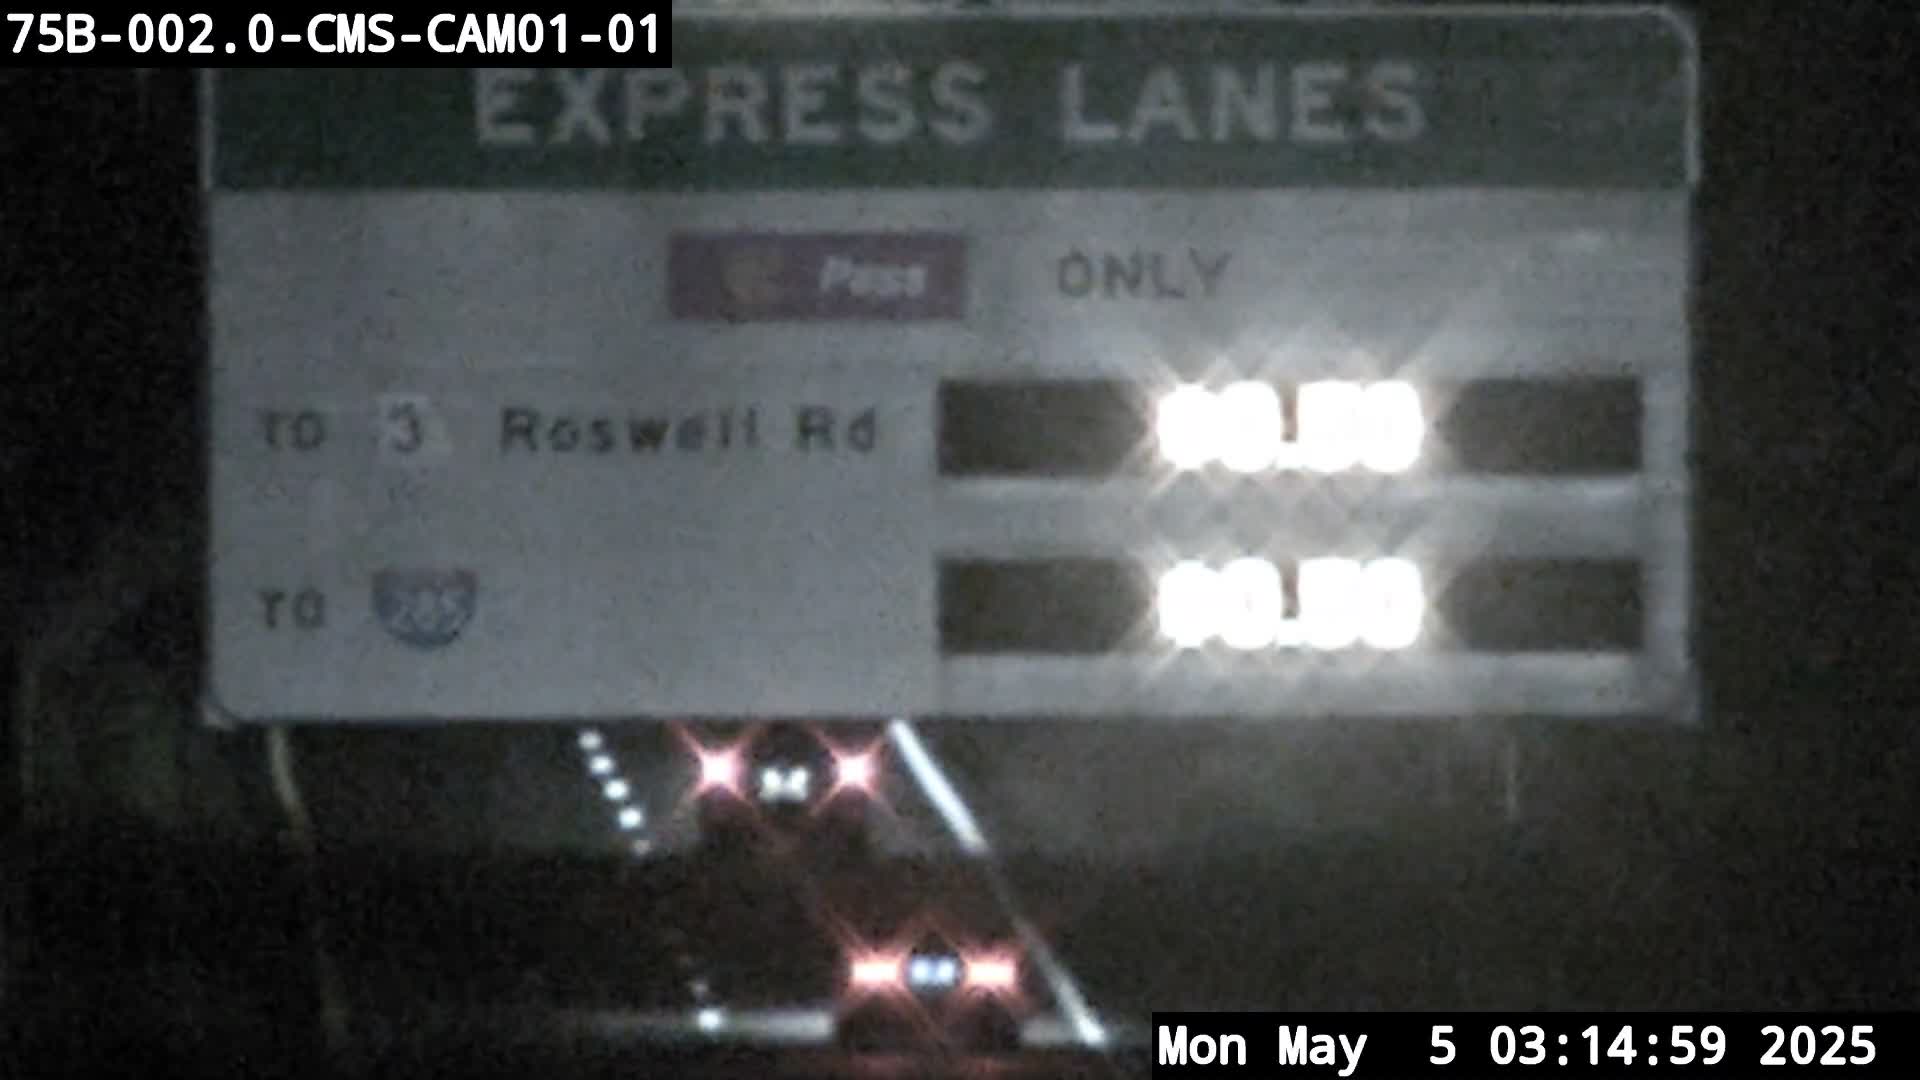 75B-002.0-CMS-CAM01-01
EXPRESS LANES
Pass ONLY
TO 3 Roswell Rd
TO 285
Mon May 5 03:14:59 2025